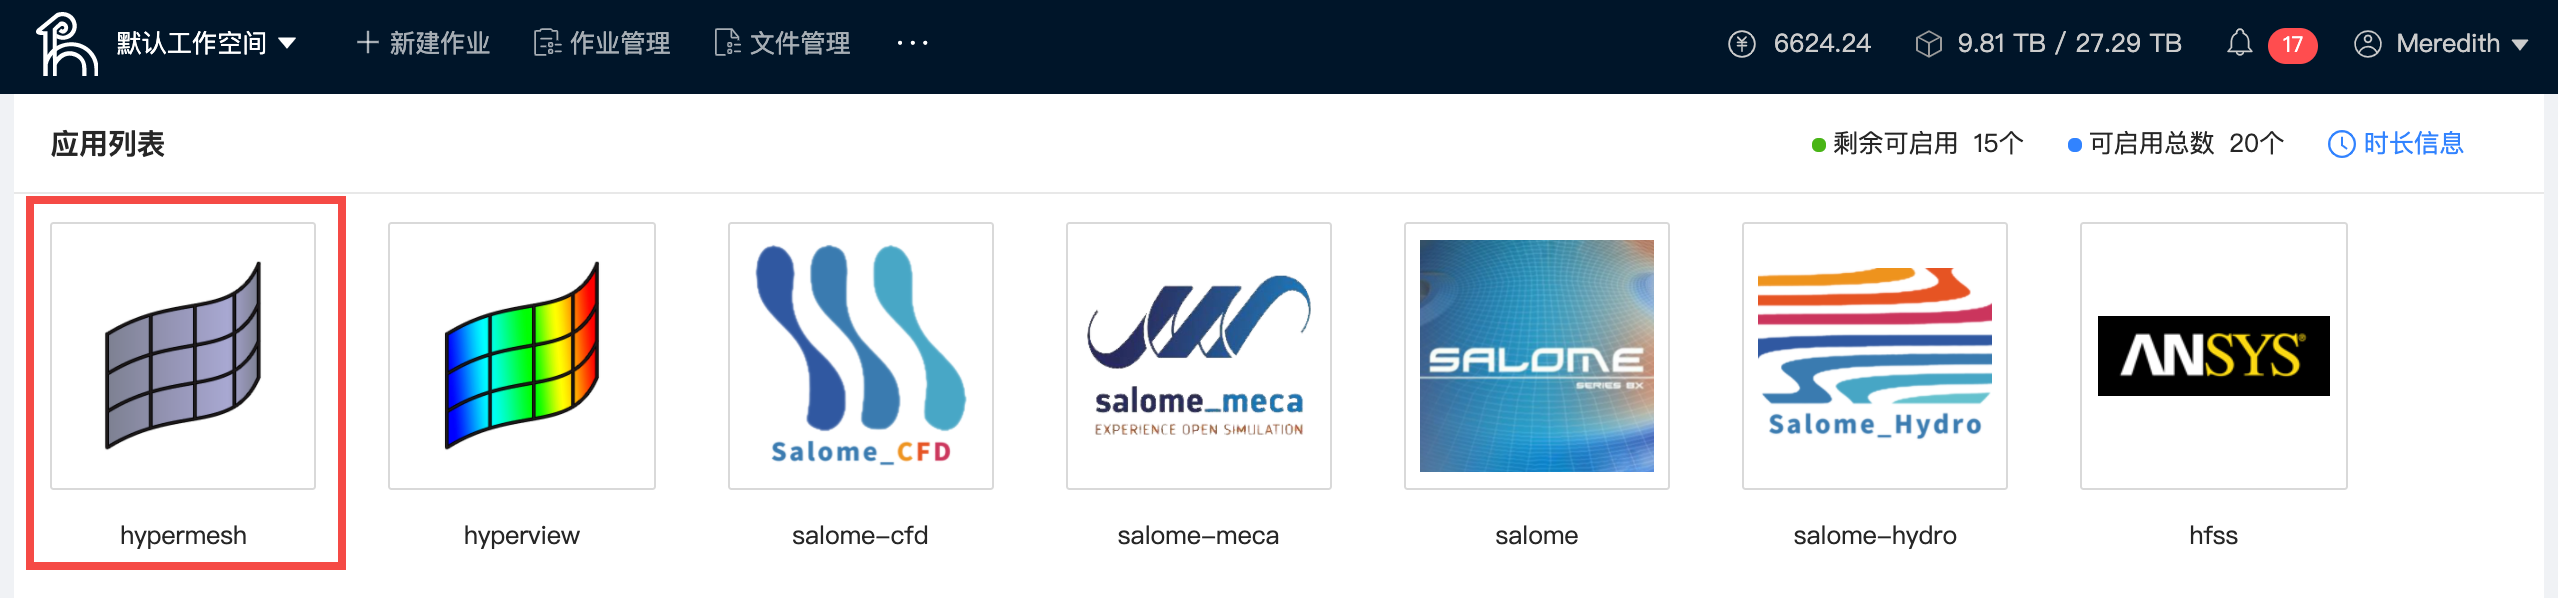 默认工作空间 新建作业 作业管理 文件管理 ··· 6624.24 9.81 TB / 27.29 TB 17 Meredith
应用列表 剩余可启用 15个 可启用总数 20个 时长信息
Salome_CFD
salome_meca
EXPERIENCE OPEN SIMULATION
SALOME
SERIES 8X
Salome_Hydro
ANSYS®
hypermesh hyperview salome-cfd salome-meca salome salome-hydro hfss